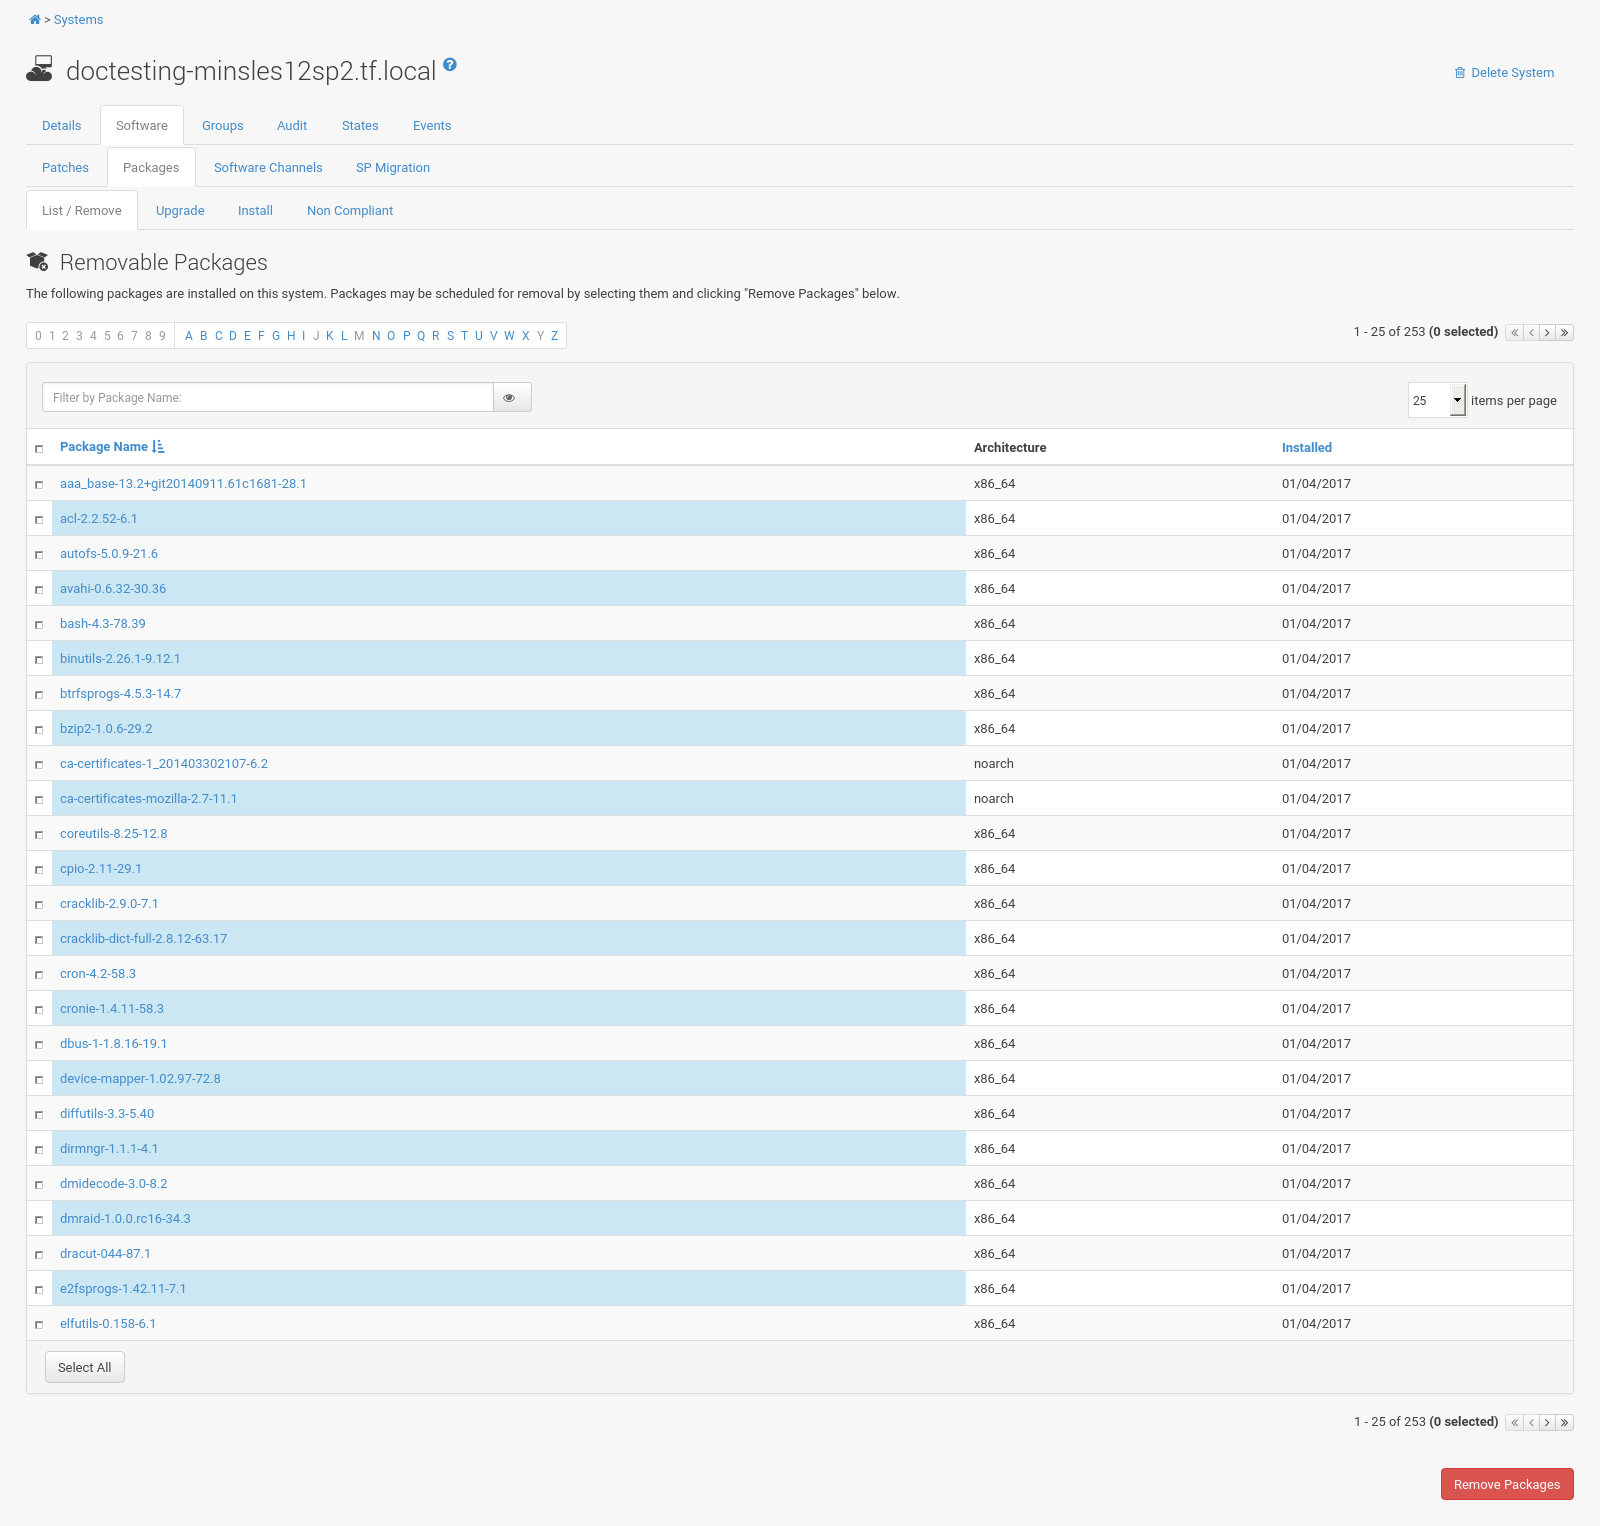 > Systems
doctesting-minsles12sp2.tf.local
Delete System
Details Software Groups Audit States Events
Patches Packages Software Channels SP Migration
List / Remove Upgrade Install Non Compliant
Removable Packages
The following packages are installed on this system. Packages may be scheduled for removal by selecting them and clicking "Remove Packages" below.
0 1 2 3 4 5 6 7 8 9 A B C D E F G H I J K L M N O P Q R S T U V W X Y Z
1 - 25 of 253 (0 selected)
Filter by Package Name:
25 items per page
Package Name Architecture Installed
aaa_base-13.2+git20140911.61c1681-28.1 x86_64 01/04/2017
acl-2.2.52-6.1 x86_64 01/04/2017
autofs-5.0.9-21.6 x86_64 01/04/2017
avahi-0.6.32-30.36 x86_64 01/04/2017
bash-4.3-78.39 x86_64 01/04/2017
binutils-2.26.1-9.12.1 x86_64 01/04/2017
btrfsprogs-4.5.3-14.7 x86_64 01/04/2017
bzip2-1.0.6-29.2 x86_64 01/04/2017
ca-certificates-1_201403302107-6.2 noarch 01/04/2017
ca-certificates-mozilla-2.7-11.1 noarch 01/04/2017
coreutils-8.25-12.8 x86_64 01/04/2017
cpio-2.11-29.1 x86_64 01/04/2017
cracklib-2.9.0-7.1 x86_64 01/04/2017
cracklib-dict-full-2.8.12-63.17 x86_64 01/04/2017
cron-4.2-58.3 x86_64 01/04/2017
cronie-1.4.11-58.3 x86_64 01/04/2017
dbus-1-1.8.16-19.1 x86_64 01/04/2017
device-mapper-1.02.97-72.8 x86_64 01/04/2017
diffutils-3.3-5.40 x86_64 01/04/2017
dirmngr-1.1.1-4.1 x86_64 01/04/2017
dmidecode-3.0-8.2 x86_64 01/04/2017
dmraid-1.0.0.rc16-34.3 x86_64 01/04/2017
dracut-044-87.1 x86_64 01/04/2017
e2fsprogs-1.42.11-7.1 x86_64 01/04/2017
elfutils-0.158-6.1 x86_64 01/04/2017
Select All
1 - 25 of 253 (0 selected)
Remove Packages